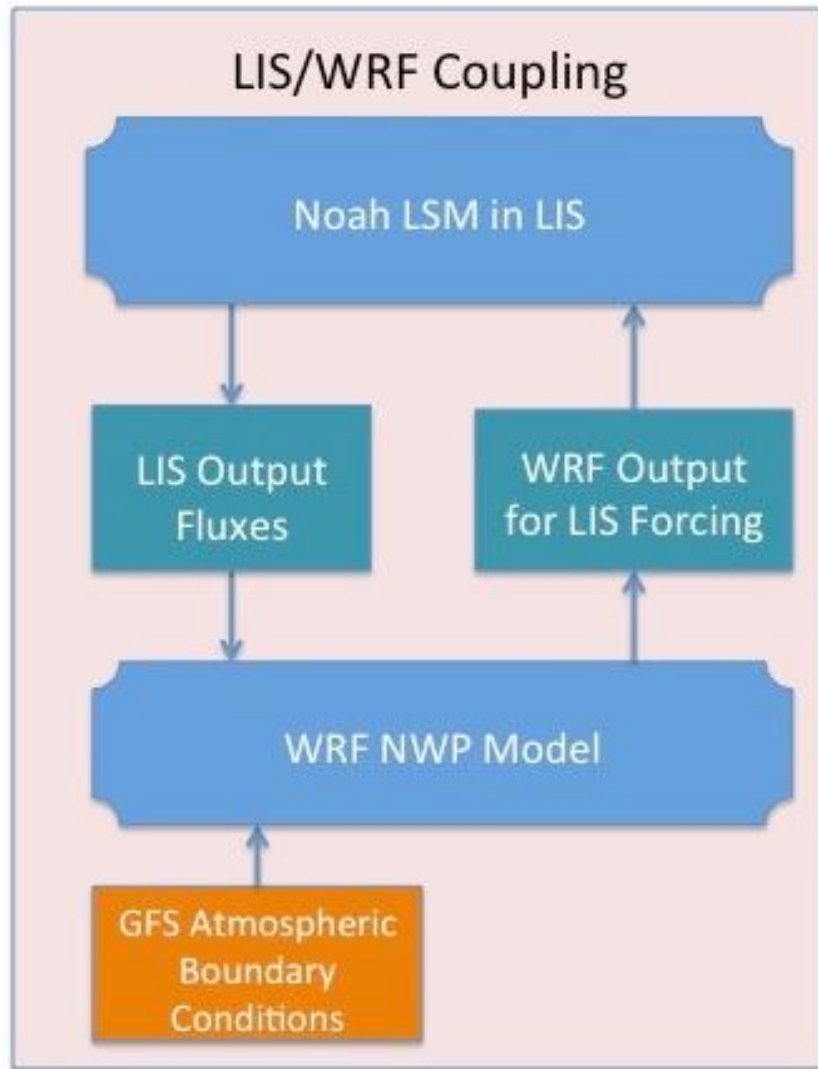 LIS/WRF Coupling
Noah LSM in LIS
LIS Output
Fluxes
WRF Output
for LIS Forcing
WRF NWP Model
GFS Atmospheric
Boundary
Conditions